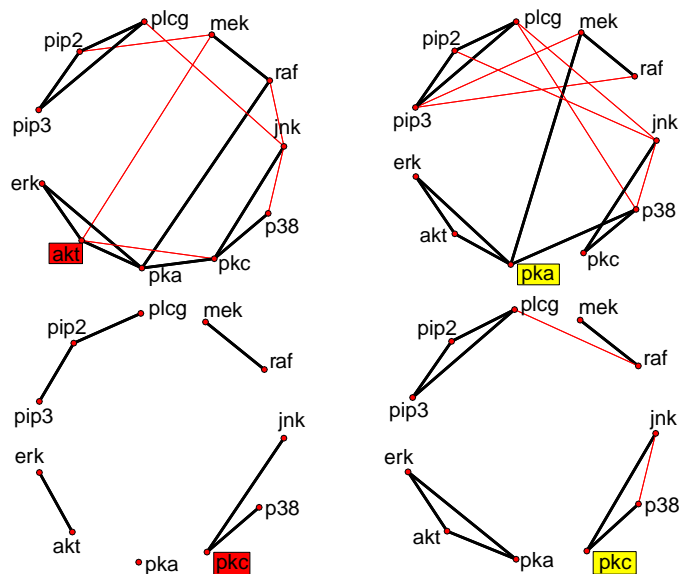 plcg
mek
pip2
raf
pip3
jnk
erk
p38
akt
pka
pkc
plcg
mek
pip2
raf
pip3
jnk
erk
p38
akt
pka
pkc
plcg
mek
pip2
raf
pip3
jnk
erk
p38
akt
pka
pkc
plcg
mek
pip2
raf
pip3
jnk
erk
p38
akt
pka
pkc